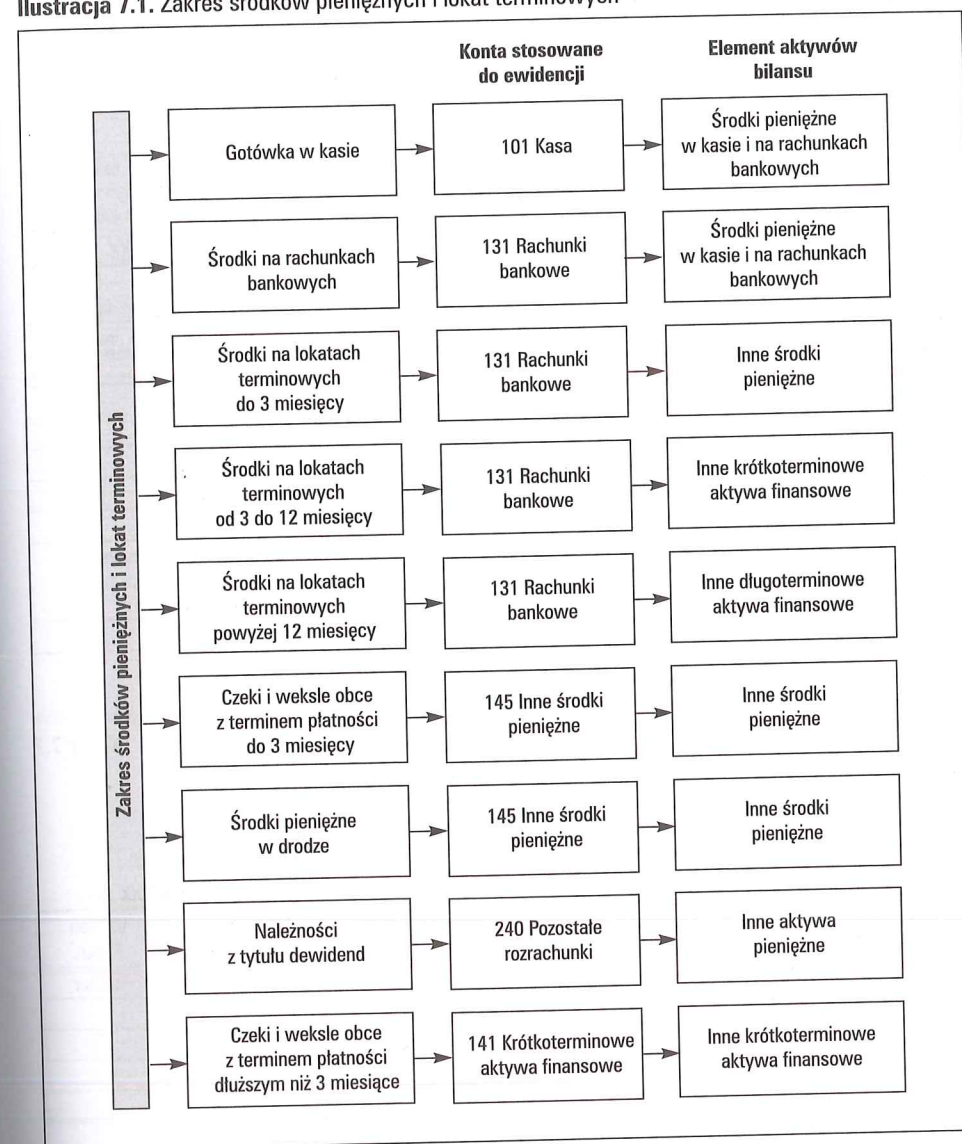 Ilustracja 7.1. Zakres środków pieniężnych i lokat terminowych
Konta stosowane
do ewidencji
Element aktywów
bilansu
Zakres środków pieniężnych i lokat terminowych
Gotówka w kasie
101 Kasa
Środki pieniężne
w kasie i na rachunkach
bankowych
Środki na rachunkach
bankowych
131 Rachunki
bankowe
Środki pieniężne
w kasie i na rachunkach
bankowych
Środki na lokatach
terminowych
do 3 miesięcy
131 Rachunki
bankowe
Inne środki
pieniężne
Środki na lokatach
terminowych
od 3 do 12 miesięcy
131 Rachunki
bankowe
Inne krótkoterminowe
aktywa finansowe
Środki na lokatach
terminowych
powyżej 12 miesięcy
131 Rachunki
bankowe
Inne długoterminowe
aktywa finansowe
Czeki i weksle obce
z terminem płatności
do 3 miesięcy
145 Inne środki
pieniężne
Inne środki
pieniężne
Środki pieniężne
w drodze
145 Inne środki
pieniężne
Inne środki
pieniężne
Należności
z tytułu dewidend
240 Pozostałe
rozrachunki
Inne aktywa
pieniężne
Czeki i weksle obce
z terminem płatności
dłuższym niż 3 miesiące
141 Krótkoterminowe
aktywa finansowe
Inne krótkoterminowe
aktywa finansowe